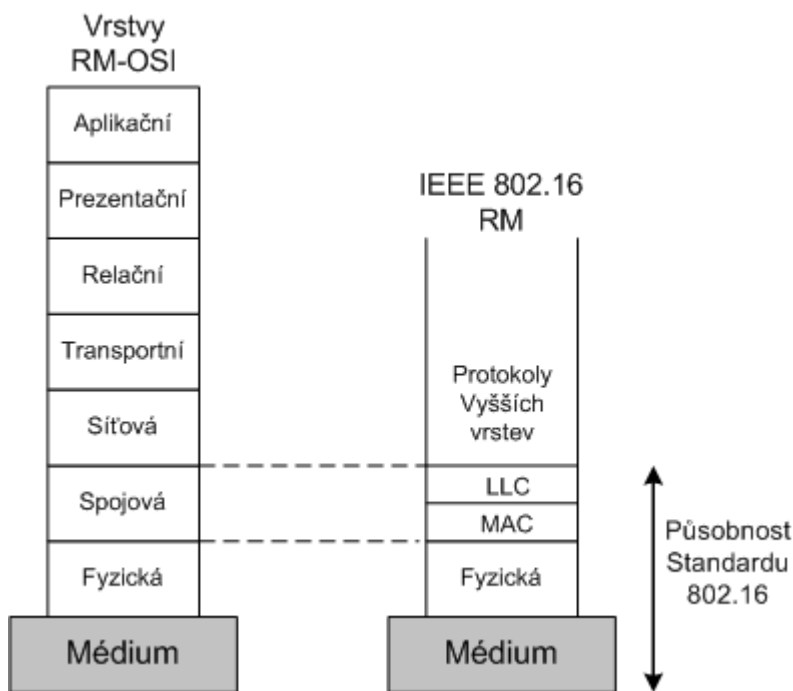 Vrstvy
RM-OSI
Aplikační
Prezentační
Relační
Transportní
Síťová
Spojová
Fyzická
Médium
IEEE 802.16
RM
Protokoly
Vyšších
vrstev
LLC
MAC
Fyzická
Médium
Působnost
Standardu
802.16